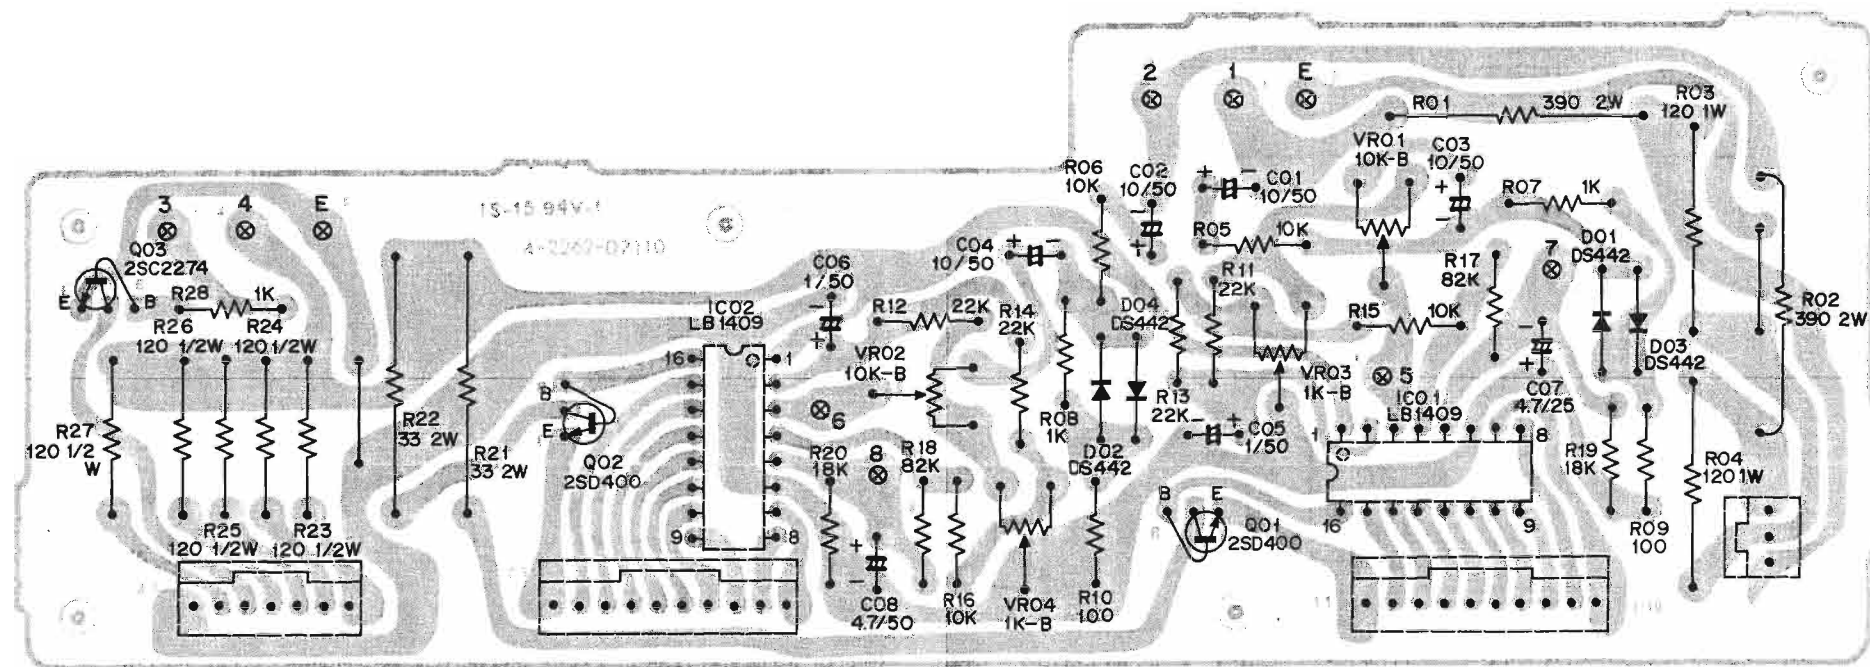 2
1
E
R01
390 2W
R03
120 1W
VR01
10K-B
C03
10/50
R06
10K
C02
10/50
+
-
C01
10/50
R07
1K
3
4
E
1S-15 94V-
Q03
2SC2274
E
B
R28
1K
R26
120 1/2W
R24
120 1/2W
C04
10/50
+
-
R05
10K
R17
82K
7
D01
DS442
C06
1/50
R11
22K
R02
390 2W
IC02
LB1409
R12
22K
R14
22K
D04
DS442
R15
10K
D03
DS442
16
1
VR02
10K-B
VR03
1K-B
5
C07
4.7/25
B
E
6
R08
1K
R13
22K
C05
1/50
IC01
LB1409
1
8
R27
120 1/2
W
R22
33 2W
R21
33 2W
Q02
2SD400
R20
18K
8
R18
82K
D02
DS442
R19
18K
R04
120 1W
9
8
R25
120 1/2W
R23
120 1/2W
B
E
Q01
2SD400
16
9
R09
100
C08
4.7/50
R16
10K
VR04
1K-B
R10
100